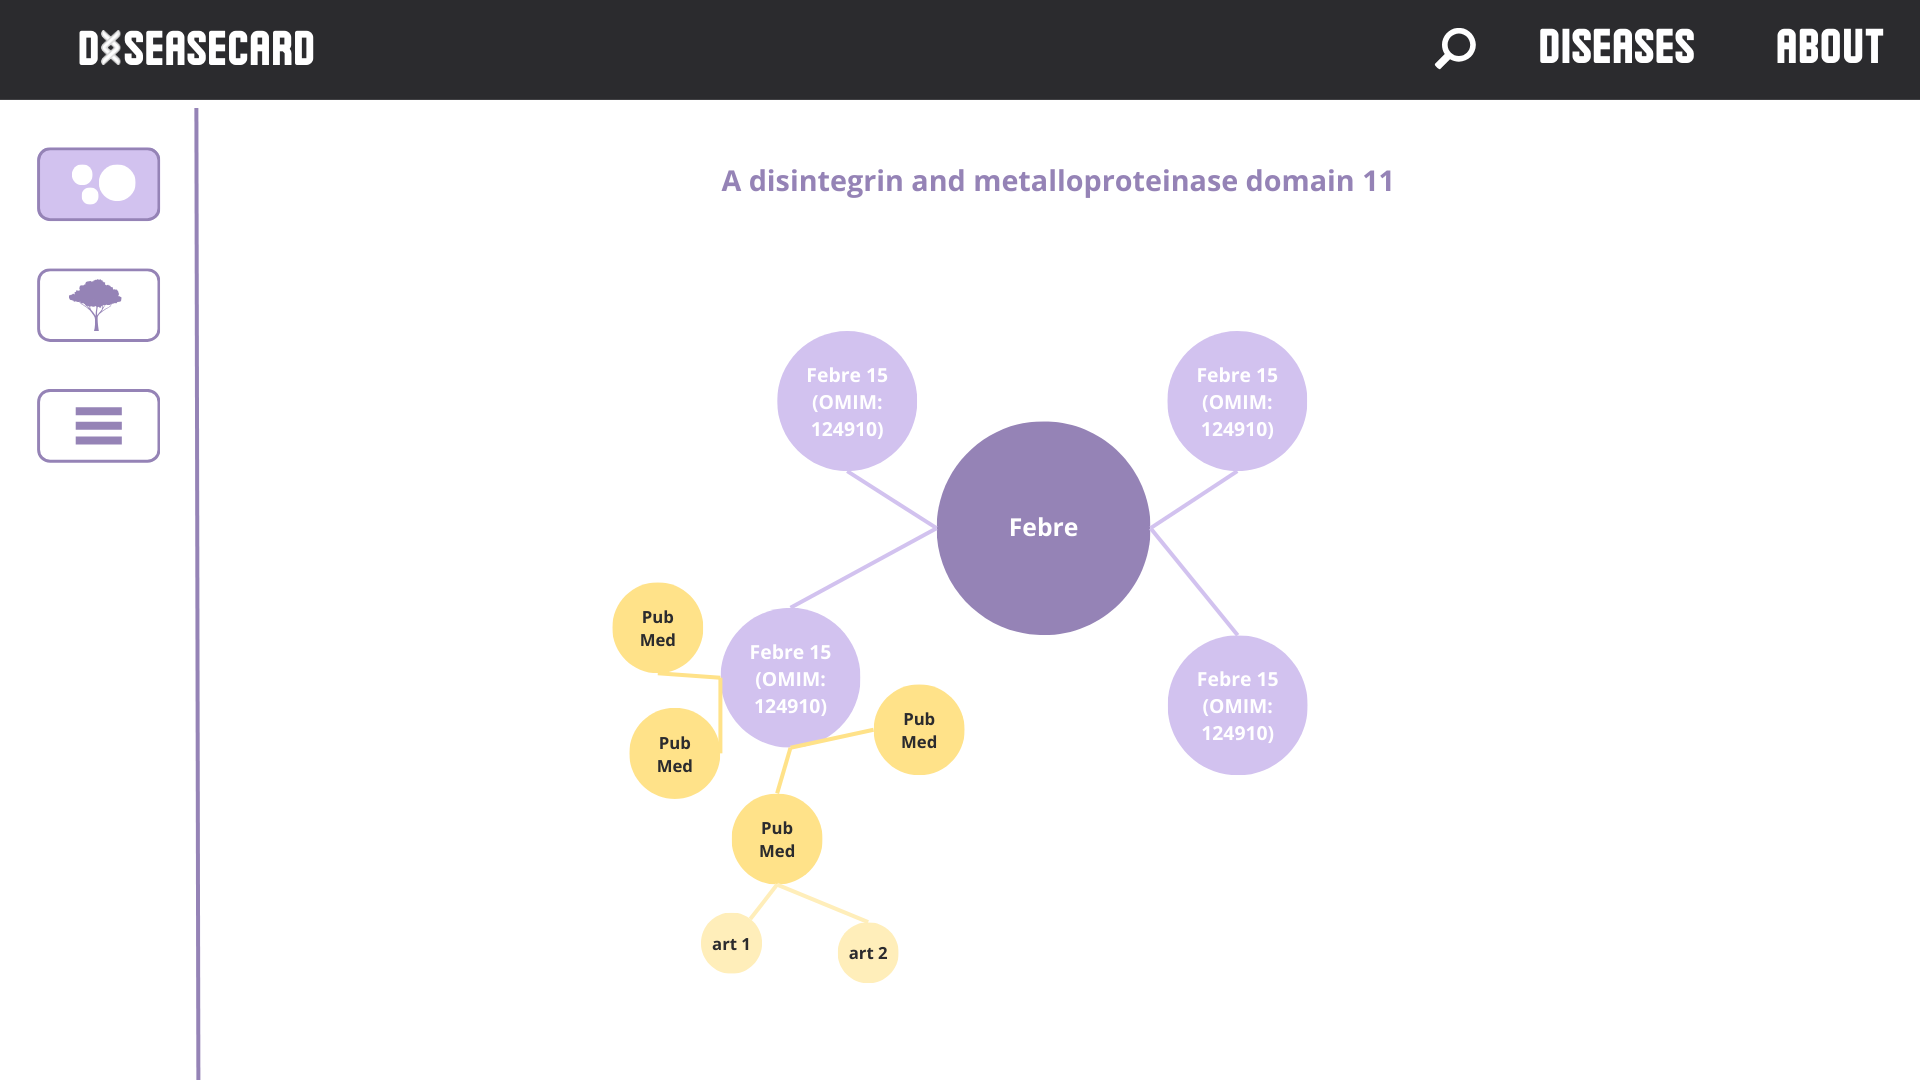 DISEASECARD
DISEASES
ABOUT
A disintegrin and metalloproteinase domain 11
Febre 15
(OMIM:
124910)
Febre 15
(OMIM:
124910)
Febre
Pub
Med
Febre 15
(OMIM:
124910)
Febre 15
(OMIM:
124910)
Pub
Med
Pub
Med
Pub
Med
art 1
art 2